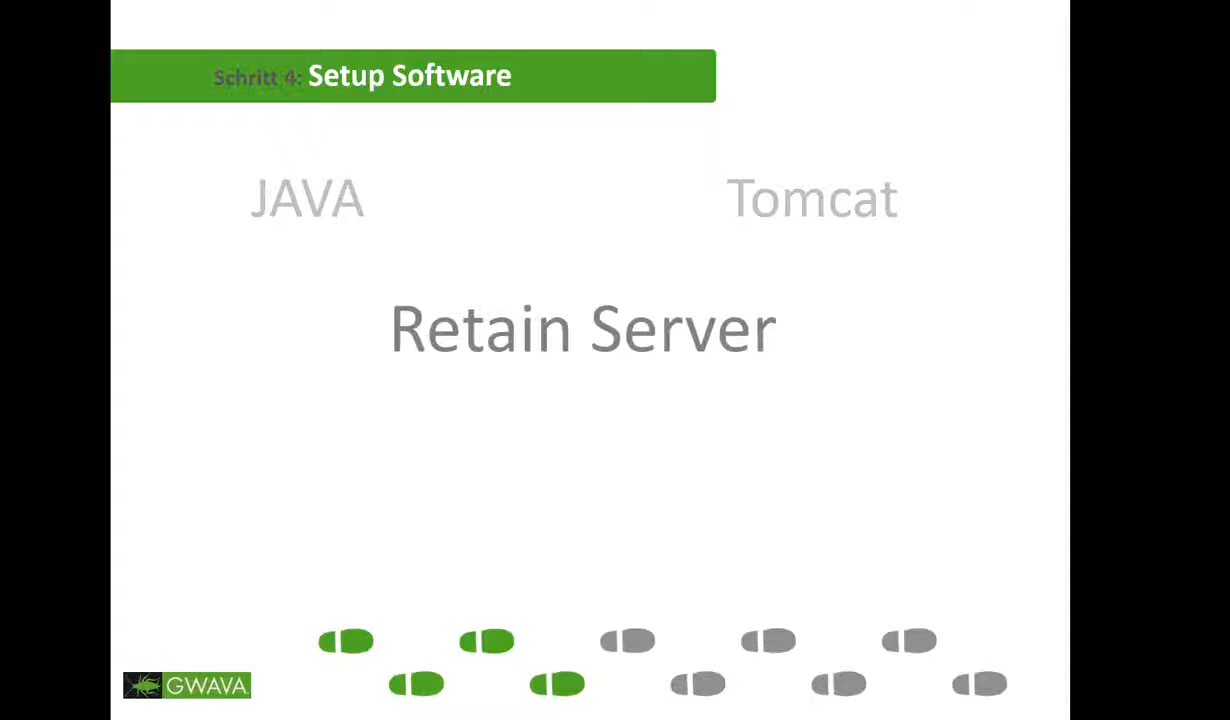 Schritt 4: Setup Software
JAVA
Tomcat
Retain Server
GWAVA